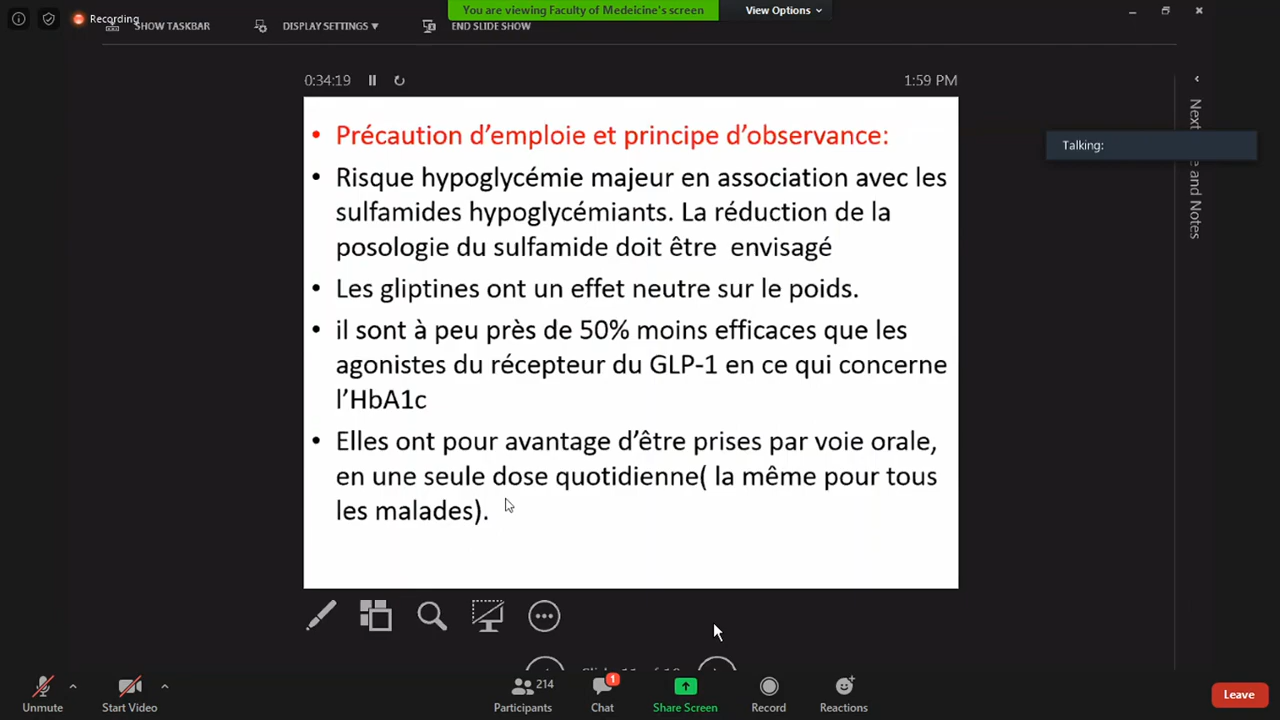 You are viewing Faculty of Medeicine's screen
View Options
Recording
SHOW TASKBAR
DISPLAY SETTINGS
END SLIDE SHOW
0:34:19
1:59 PM
• Précaution d'emploie et principe d'observance:
• Risque hypoglycémie majeur en association avec les
sulfamides hypoglycémiants. La réduction de la
posologie du sulfamide doit être envisagé
• Les gliptines ont un effet neutre sur le poids.
• il sont à peu près de 50% moins efficaces que les
agonistes du récepteur du GLP-1 en ce qui concerne
l'HbA1c
• Elles ont pour avantage d'être prises par voie orale,
en une seule dose quotidienne( la même pour tous
les malades).
Talking:
Next
and Notes
Unmute
Start Video
214
Participants
1
Chat
Share Screen
Record
Reactions
Leave